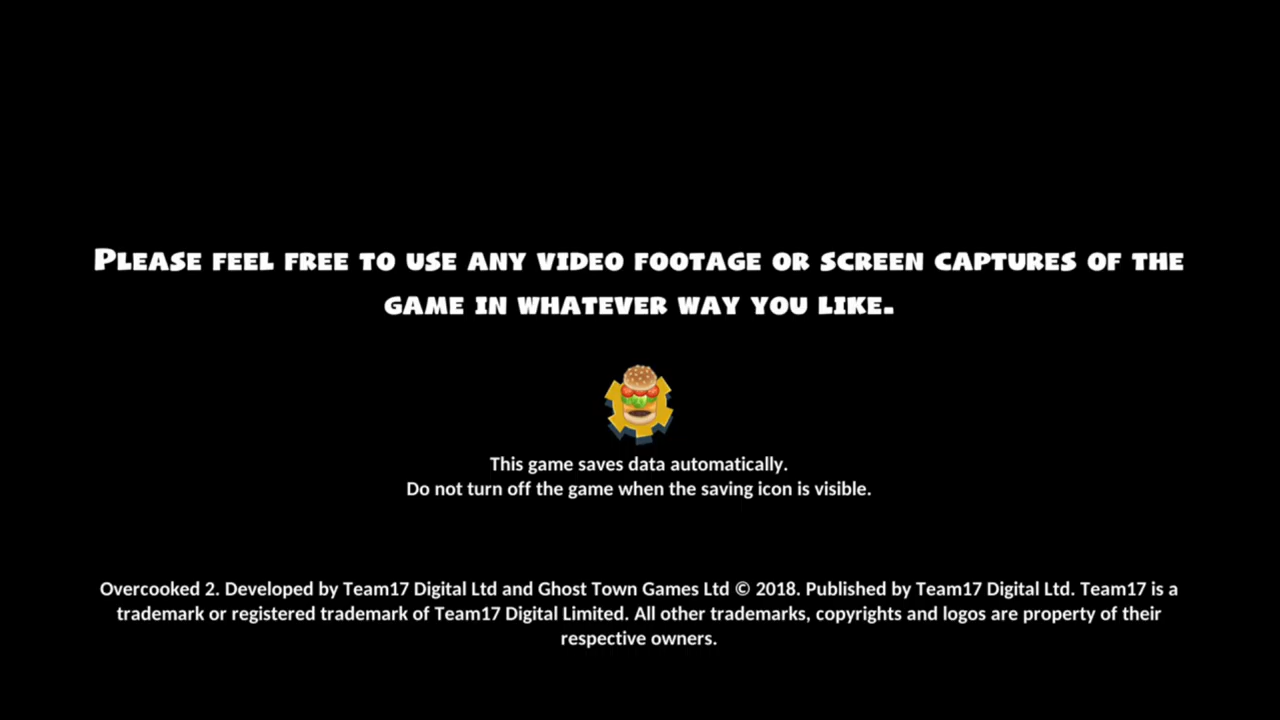 Please feel free to use any video footage or screen captures of the
game in whatever way you like.
This game saves data automatically.
Do not turn off the game when the saving icon is visible.
Overcooked 2. Developed by Team17 Digital Ltd and Ghost Town Games Ltd © 2018. Published by Team17 Digital Ltd. Team17 is a
trademark or registered trademark of Team17 Digital Limited. All other trademarks, copyrights and logos are property of their
respective owners.